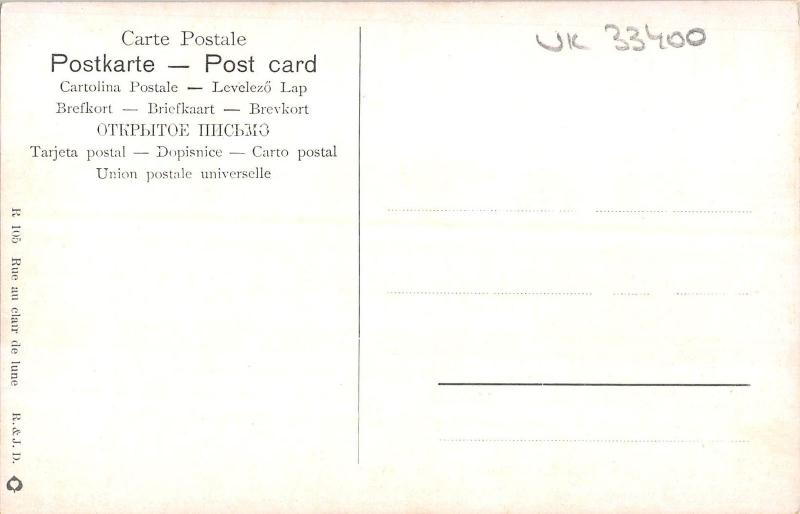 Carte Postale
Postkarte — Post card
Cartolina Postale — Levelező Lap
Brefkort — Briefkaart — Brevkort
ОТКРЫТОЕ ПИСЬМО
Tarjeta postal — Dopisnice — Carto postal
Union postale universelle
UK 33400
R 105 Rue au clair de lune R. & J. D.